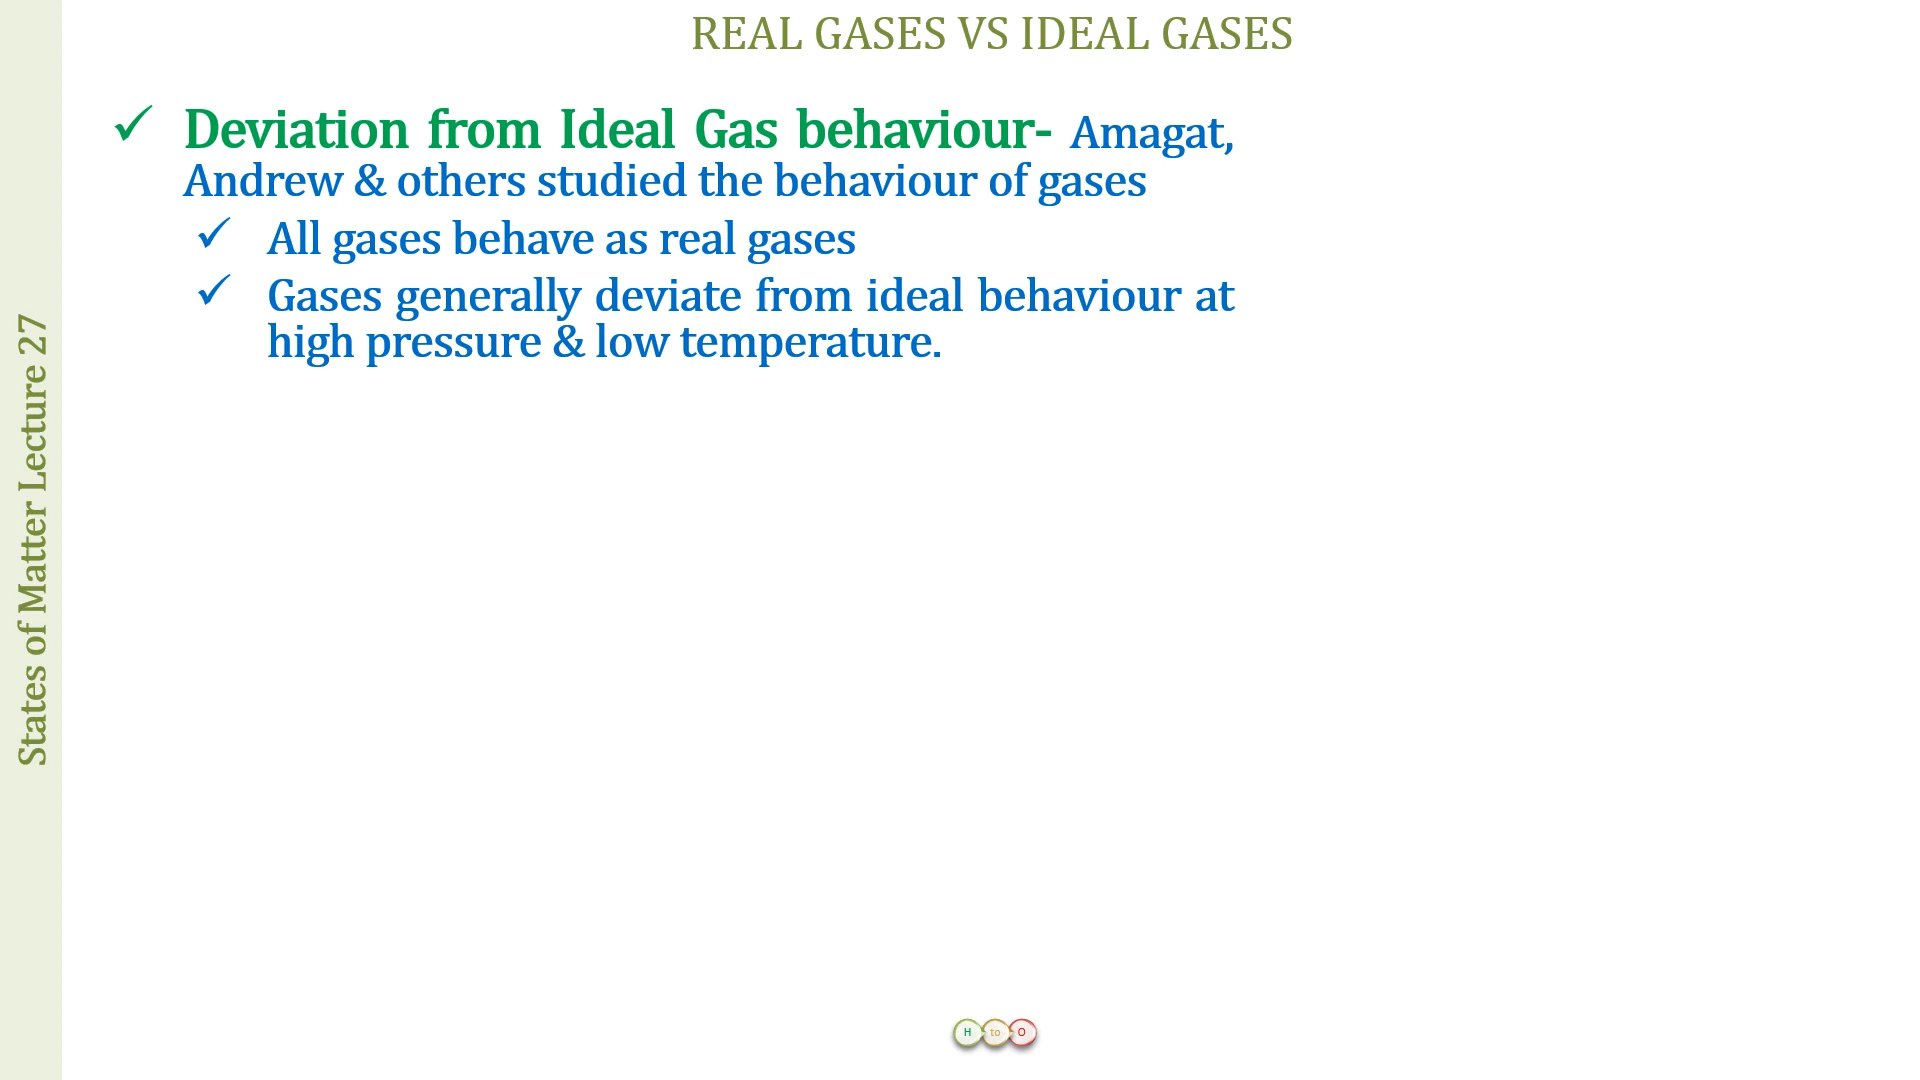 REAL GASES VS IDEAL GASES
✓ Deviation from Ideal Gas behaviour- Amagat,
Andrew & others studied the behaviour of gases
✓ All gases behave as real gases
✓ Gases generally deviate from ideal behaviour at
high pressure & low temperature.
States of Matter Lecture 27
H to O